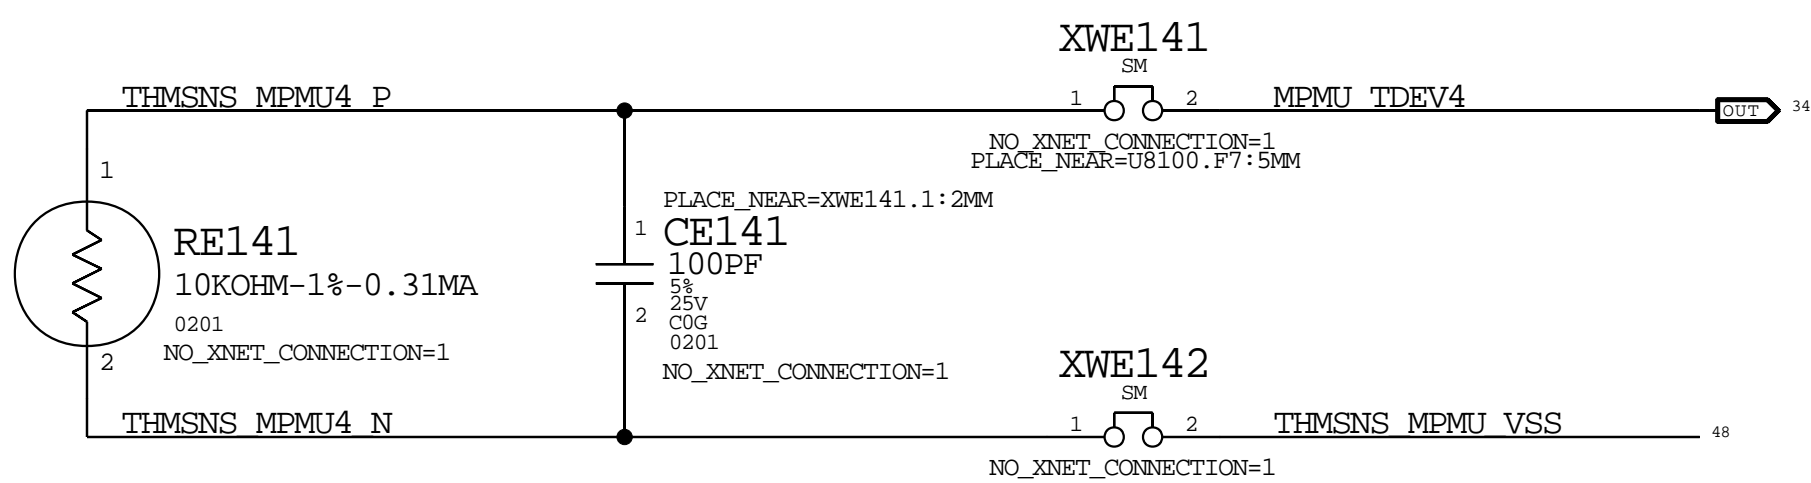 XWE141
SM
THMSNS_MPMU4_P
1
2
MPMU_TDEV4
OUT
34
NO_XNET_CONNECTION=1
PLACE_NEAR=U8100.F7:5MM
1
RE141
10KOHM-1%-0.31MA
0201
NO_XNET_CONNECTION=1
2
PLACE_NEAR=XWE141.1:2MM
1
CE141
100PF
5%
25V
C0G
0201
2
NO_XNET_CONNECTION=1
XWE142
SM
THMSNS_MPMU4_N
1
2
THMSNS_MPMU_VSS
48
NO_XNET_CONNECTION=1